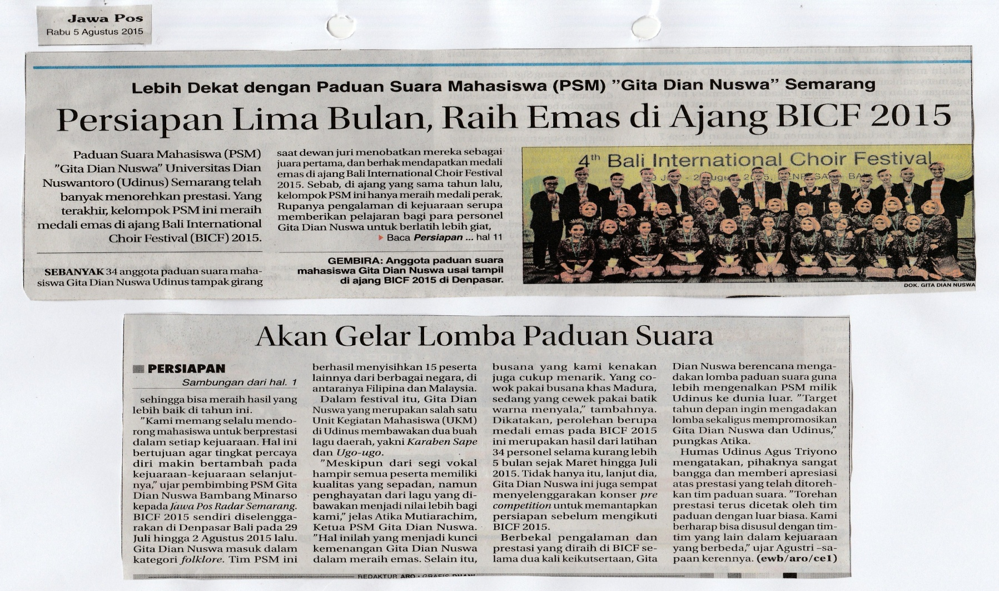 Jawa Pos
Rabu 5 Agustus 2015
Lebih Dekat dengan Paduan Suara Mahasiswa (PSM) ”Gita Dian Nuswa” Semarang
Persiapan Lima Bulan, Raih Emas di Ajang BICF 2015
Paduan Suara Mahasiswa (PSM)
”Gita Dian Nuswa” Universitas Dian
Nuswantoro (Udinus) Semarang telah
banyak menorehkan prestasi. Yang
terakhir, kelompok PSM ini meraih
medali emas di ajang Bali International
Choir Festival (BICF) 2015.
SEBANYAK 34 anggota paduan suara maha-
siswa Gita Dian Nuswa Udinus tampak girang
saat dewan juri menobatkan mereka sebagai
juara pertama, dan berhak mendapatkan medali
emas di ajang Bali International Choir Festival
2015. Sebab, di ajang yang sama tahun lalu,
kelompok PSM ini hanya meraih medali perak.
Rupanya pengalaman di kejuaraan serupa
memberikan pelajaran bagi para personel
Gita Dian Nuswa untuk berlatih lebih giat,
Baca Persiapan ... hal 11
GEMBIRA: Anggota paduan suara
mahasiswa Gita Dian Nuswa usai tampil
di ajang BICF 2015 di Denpasar.
4th Bali International Choir Festival
DOK. GITA DIAN NUSWA
Akan Gelar Lomba Paduan Suara
PERSIAPAN
Sambungan dari hal. 1
sehingga bisa meraih hasil yang
lebih baik di tahun ini.
”Kami memang selalu mendo-
rong mahasiswa untuk berprestasi
dalam setiap kejuaraan. Hal ini
bertujuan agar tingkat percaya
diri makin bertambah pada
kejuaraan-kejuaraan selanjut-
nya,” ujar pembimbing PSM Gita
Dian Nuswa Bambang Minarso
kepada Jawa Pos Radar Semarang.
BICF 2015 sendiri diselengga-
rakan di Denpasar Bali pada 29
Juli hingga 2 Agustus 2015 lalu.
Gita Dian Nuswa masuk dalam
kategori folklore. Tim PSM ini
berhasil menyisihkan 15 peserta
lainnya dari berbagai negara, di
antaranya Filipina dan Malaysia.
Dalam festival itu, Gita Dian
Nuswa yang merupakan salah satu
Unit Kegiatan Mahasiswa (UKM)
di Udinus membawakan dua buah
lagu daerah, yakni Karaben Sape
dan Ugo-ugo.
”Meskipun dari segi vokal
hampir semua peserta memiliki
kualitas yang sepadan, namun
penghayatan dari lagu yang di-
bawakan menjadi nilai lebih bagi
kami,” jelas Atika Mutiarachim,
Ketua PSM Gita Dian Nuswa.
”Hal inilah yang menjadi kunci
kemenangan Gita Dian Nuswa
dalam meraih emas. Selain itu,
busana yang kami kenakan
juga cukup menarik. Yang co-
wok pakai busana khas Madura,
sedang yang cewek pakai batik
warna menyala,” tambahnya.
Dikatakan, perolehan berupa
medali emas pada BICF 2015
ini merupakan hasil dari latihan
34 personel selama kurang lebih
5 bulan sejak Maret hingga Juli
2015. Tidak hanya itu, lanjut dia,
Gita Dian Nuswa ini juga sempat
menyelenggarakan konser pre
competition untuk memantapkan
persiapan sebelum mengikuti
BICF 2015.
Berbekal pengalaman dan
prestasi yang diraih di BICF se-
lama dua kali keikutsertaan, Gita
Dian Nuswa berencana menga-
dakan lomba paduan suara guna
lebih mengenalkan PSM milik
Udinus ke dunia luar. ”Target
tahun depan ingin mengadakan
lomba sekaligus mempromosikan
Gita Dian Nuswa dan Udinus,”
pungkas Atika.
Humas Udinus Agus Triyono
mengatakan, pihaknya sangat
bangga dan memberi apresiasi
atas prestasi yang telah ditoreh-
kan tim paduan suara. ”Torehan
prestasi terus dicetak oleh tim
paduan dengan luar biasa. Kami
berharap bisa disusul dengan tim-
tim yang lain dalam kejuaraan
yang berbeda,” ujar Agustri –sa-
paan kerennya. (ewb/aro/ce1)
REDAKTUR ARO • GRAFIS